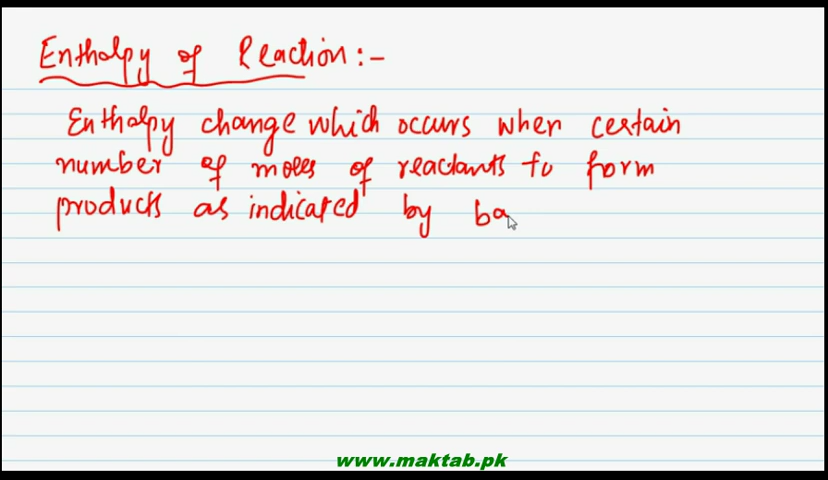 Enthalpy of Reaction:-
Enthalpy change which occurs when certain
number of moles of reactants to form
products as indicated by ba
www.maktab.pk